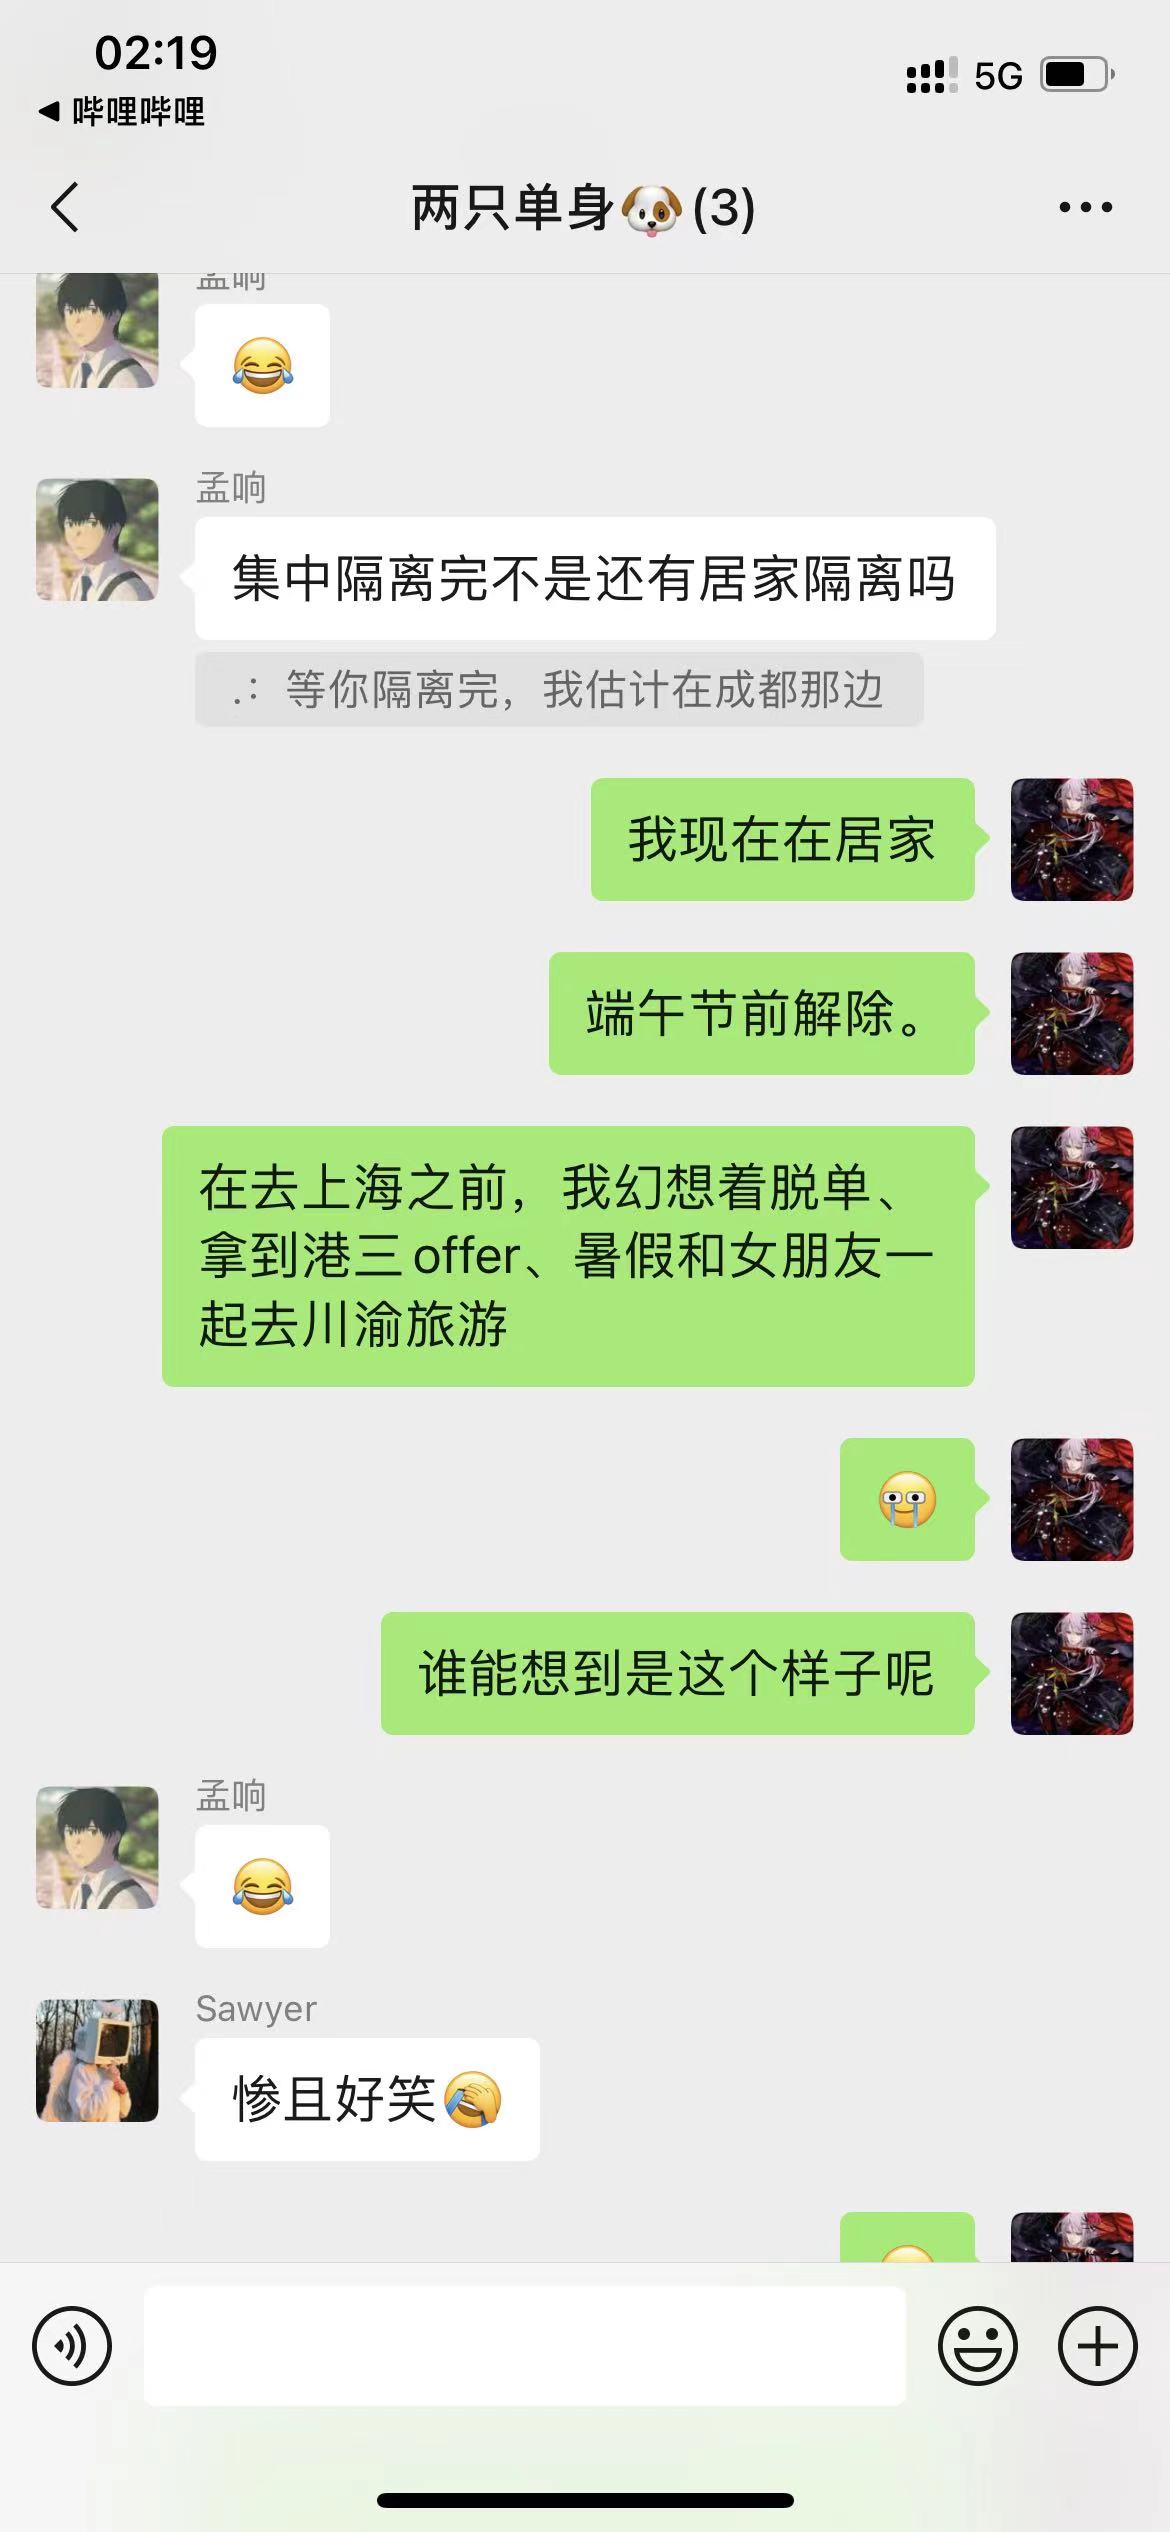 02:19
5G
哔哩哔哩
两只单身🐶(3)
孟响
😂
孟响
集中隔离完不是还有居家隔离吗
.：等你隔离完，我估计在成都那边
我现在在居家
端午节前解除。
在去上海之前，我幻想着脱单、
拿到港三offer、暑假和女朋友一
起去川渝旅游
谁能想到是这个样子呢
孟响
😂
Sawyer
惨且好笑🤦